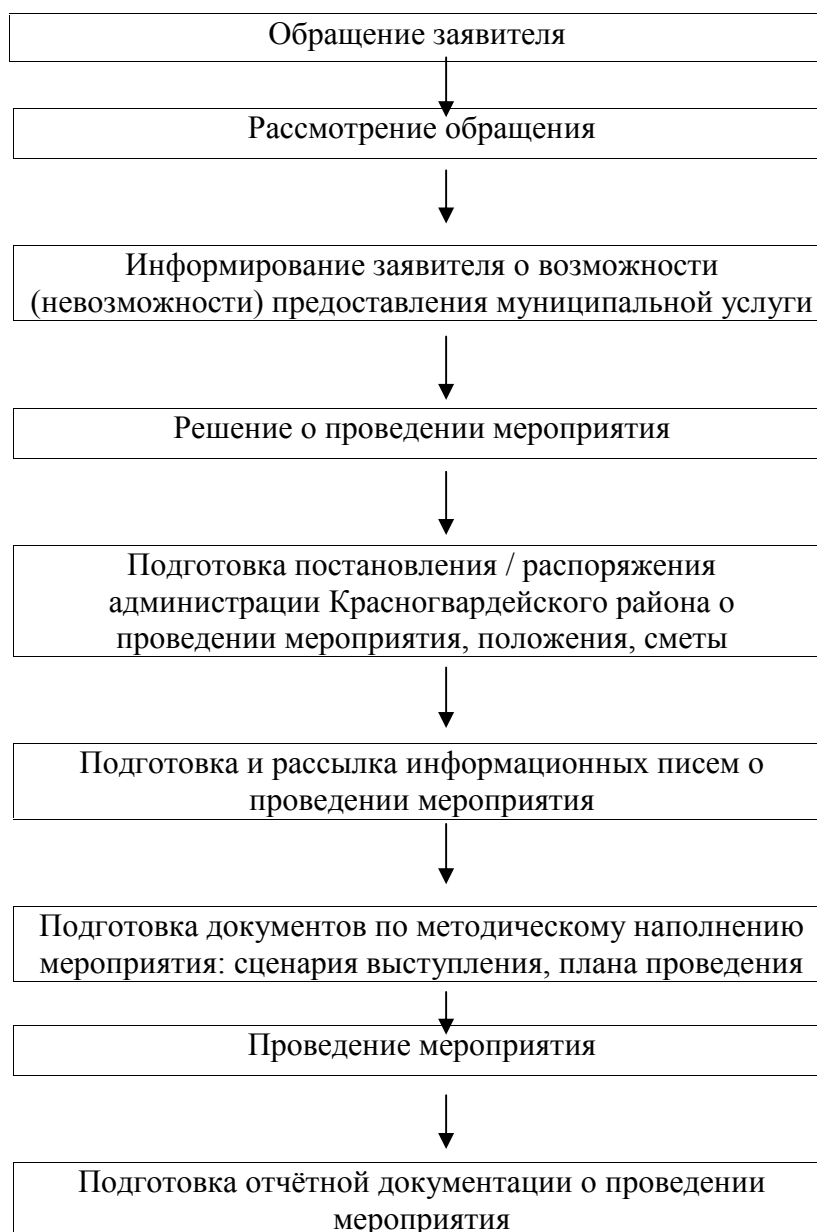 Обращение заявителя
Рассмотрение обращения
Информирование заявителя о возможности
(невозможности) предоставления муниципальной услуги
Решение о проведении мероприятия
Подготовка постановления / распоряжения
администрации Красногвардейского района о
проведении мероприятия, положения, сметы
Подготовка и рассылка информационных писем о
проведении мероприятия
Подготовка документов по методическому наполнению
мероприятия: сценария выступления, плана проведения
Проведение мероприятия
Подготовка отчётной документации о проведении
мероприятия